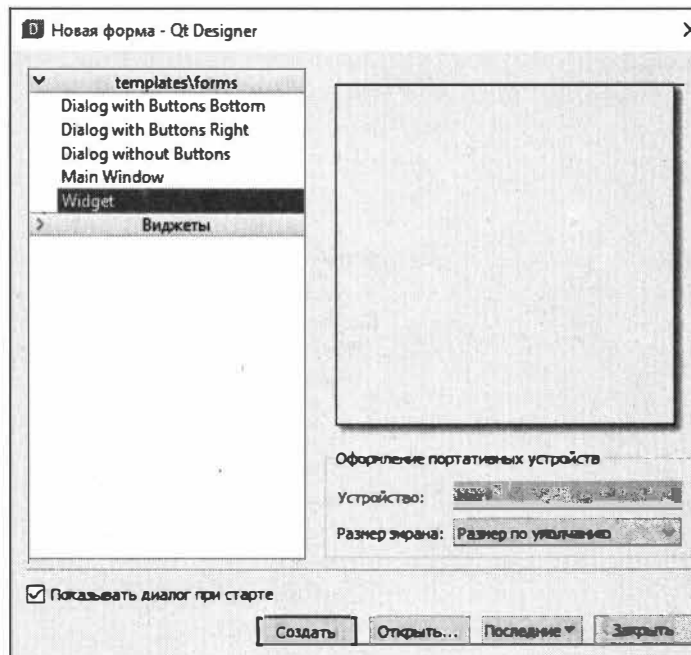 Новая форма - Qt Designer
templates\forms
Dialog with Buttons Bottom
Dialog with Buttons Right
Dialog without Buttons
Main Window
Widget
Виджеты
Оформление портативных устройств
Устройство:
Размер экрана: Размер по умолчанию
Показывать диалог при старте
Создать Открыть... Последние Закрыть